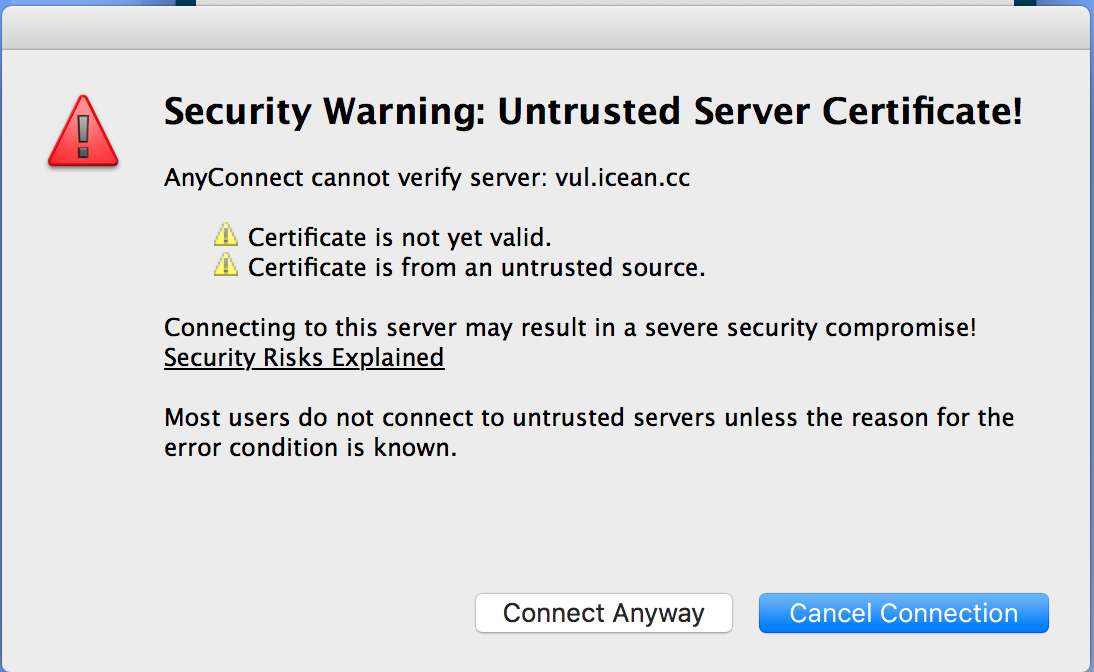 Security Warning: Untrusted Server Certificate!
AnyConnect cannot verify server: vul.icean.cc
Certificate is not yet valid.
Certificate is from an untrusted source.
Connecting to this server may result in a severe security compromise!
Security Risks Explained
Most users do not connect to untrusted servers unless the reason for the
error condition is known.
Connect Anyway
Cancel Connection